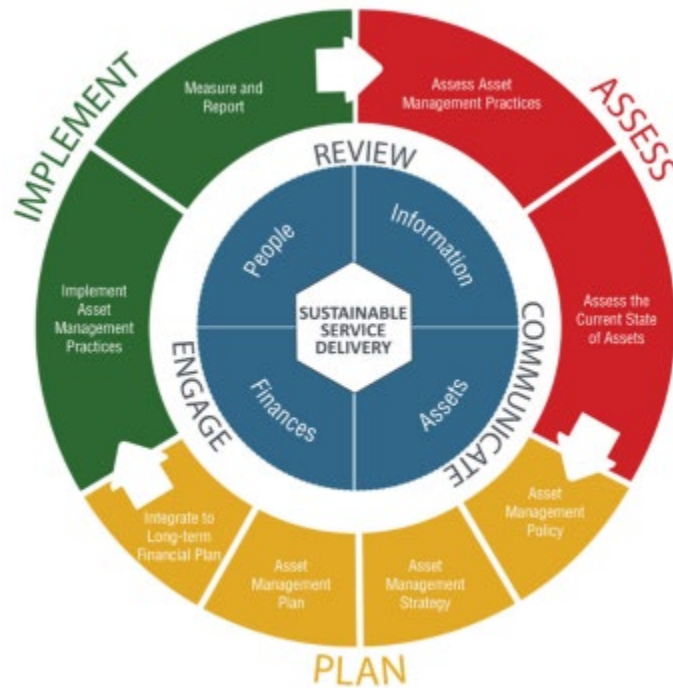 IMPLEMENT
Measure and
Report
Assess Asset
Management Practices
ASSESS
REVIEW
People
Information
Implement
Asset
Management
Practices
SUSTAINABLE
SERVICE
DELIVERY
Assess the
Current State
of Assets
ENGAGE
Finances
Assets
COMMUNICATE
Integrate to
Long-term
Financial Plan
Asset
Management
Plan
Asset
Management
Strategy
Asset
Management
Policy
PLAN